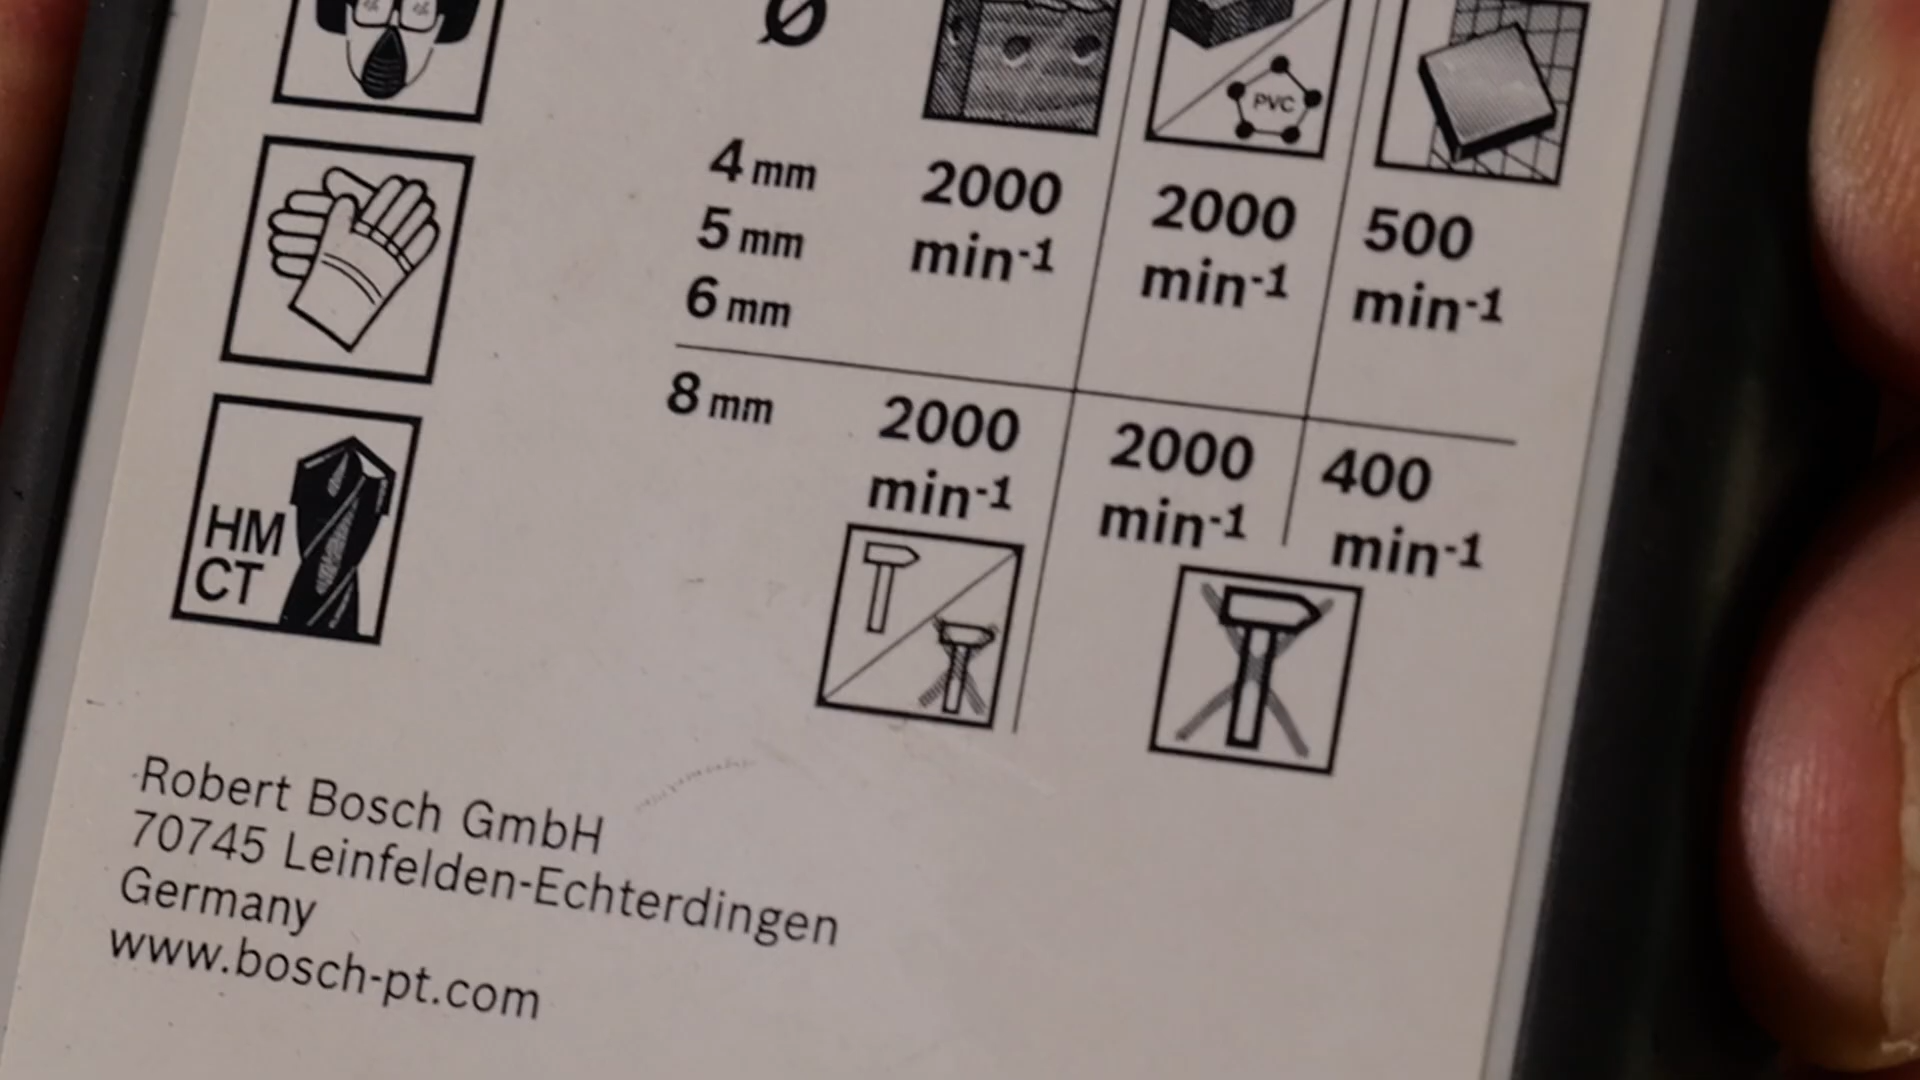 Ø
PVC
4 mm 2000 2000 500
5 mm min-1 min-1 min-1
6 mm
8 mm 2000 2000 400
min-1 min-1 min-1
HM
CT
Robert Bosch GmbH
70745 Leinfelden-Echterdingen
Germany
www.bosch-pt.com